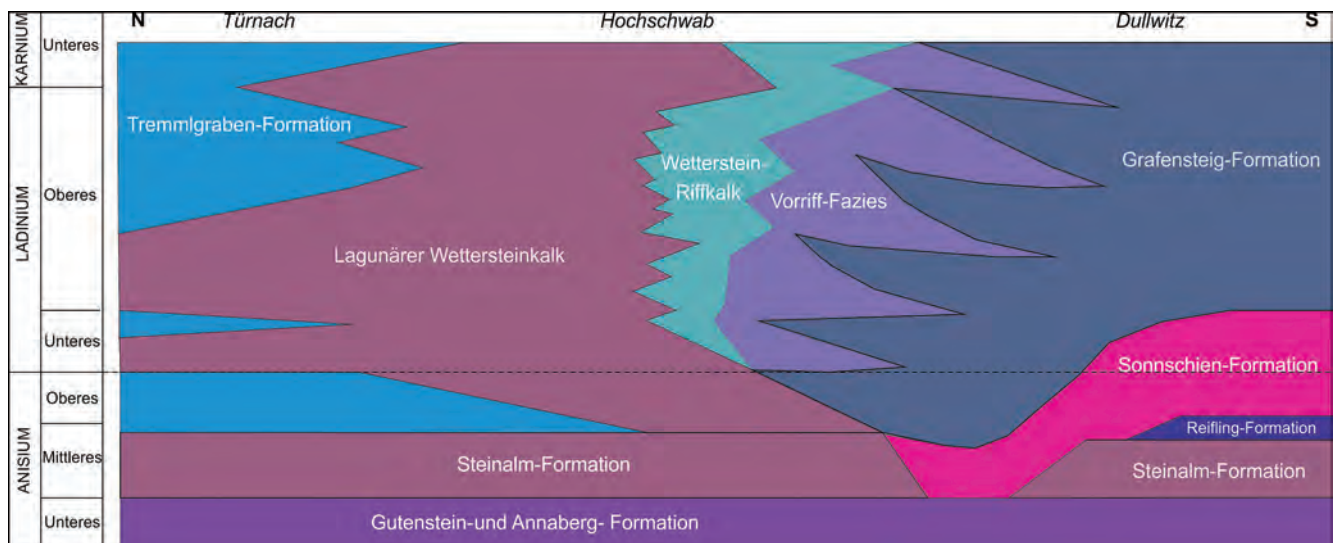 N Türnach Hochschwab Dullwitz S
KARNIUM
Unteres
LADINIUM
Oberes
Unteres
ANISIUM
Oberes
Mittleres
Unteres
Tremmlgraben-Formation
Wetterstein-
Riffkalk
Grafensteig-Formation
Vorriff-Fazies
Lagunärer Wettersteinkalk
Sonnschien-Formation
Reifling-Formation
Steinalm-Formation
Steinalm-Formation
Gutenstein-und Annaberg- Formation